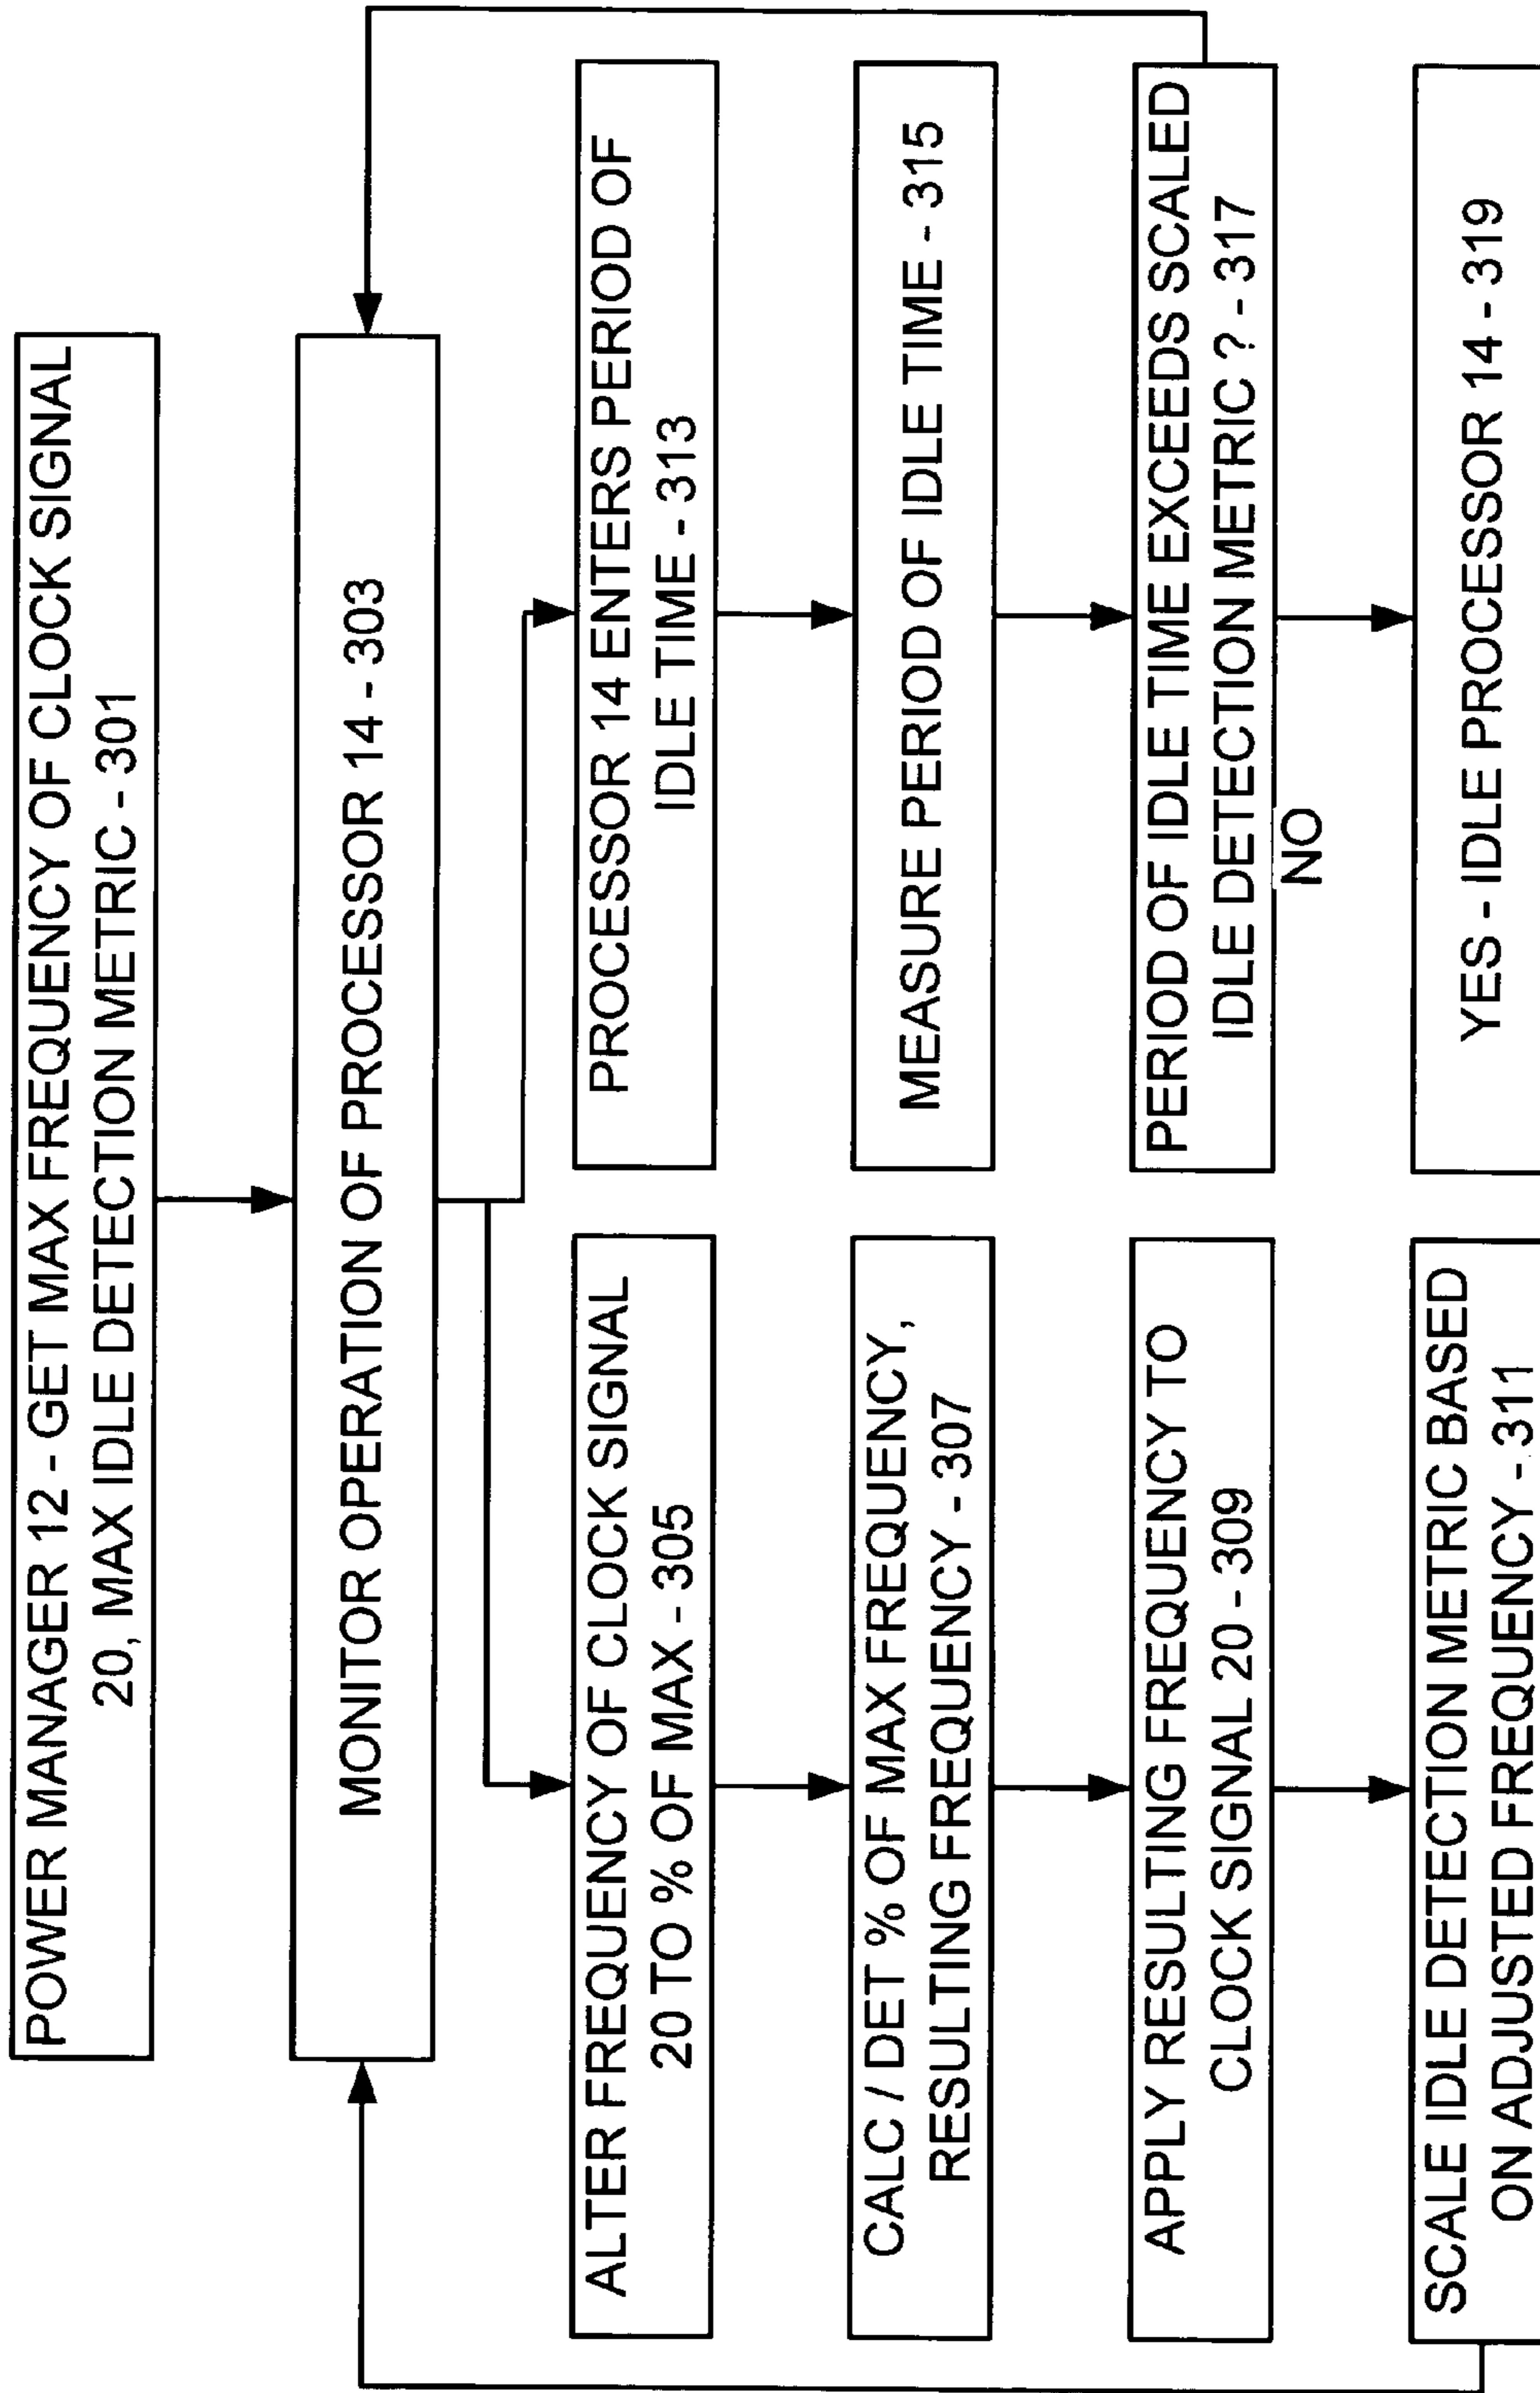 POWER MANAGER 12 - GET MAX FREQUENCY OF CLOCK SIGNAL
20, MAX IDLE DETECTION METRIC - 301
MONITOR OPERATION OF PROCESSOR 14 - 303
ALTER FREQUENCY OF CLOCK SIGNAL
20 TO % OF MAX - 305
CALC / DET % OF MAX FREQUENCY,
RESULTING FREQUENCY - 307
APPLY RESULTING FREQUENCY TO
CLOCK SIGNAL 20 - 309
SCALE IDLE DETECTION METRIC BASED
ON ADJUSTED FREQUENCY - 311
PROCESSOR 14 ENTERS PERIOD OF
IDLE TIME - 313
MEASURE PERIOD OF IDLE TIME - 315
PERIOD OF IDLE TIME EXCEEDS SCALED
IDLE DETECTION METRIC ? - 317
NO
YES - IDLE PROCESSOR 14 - 319